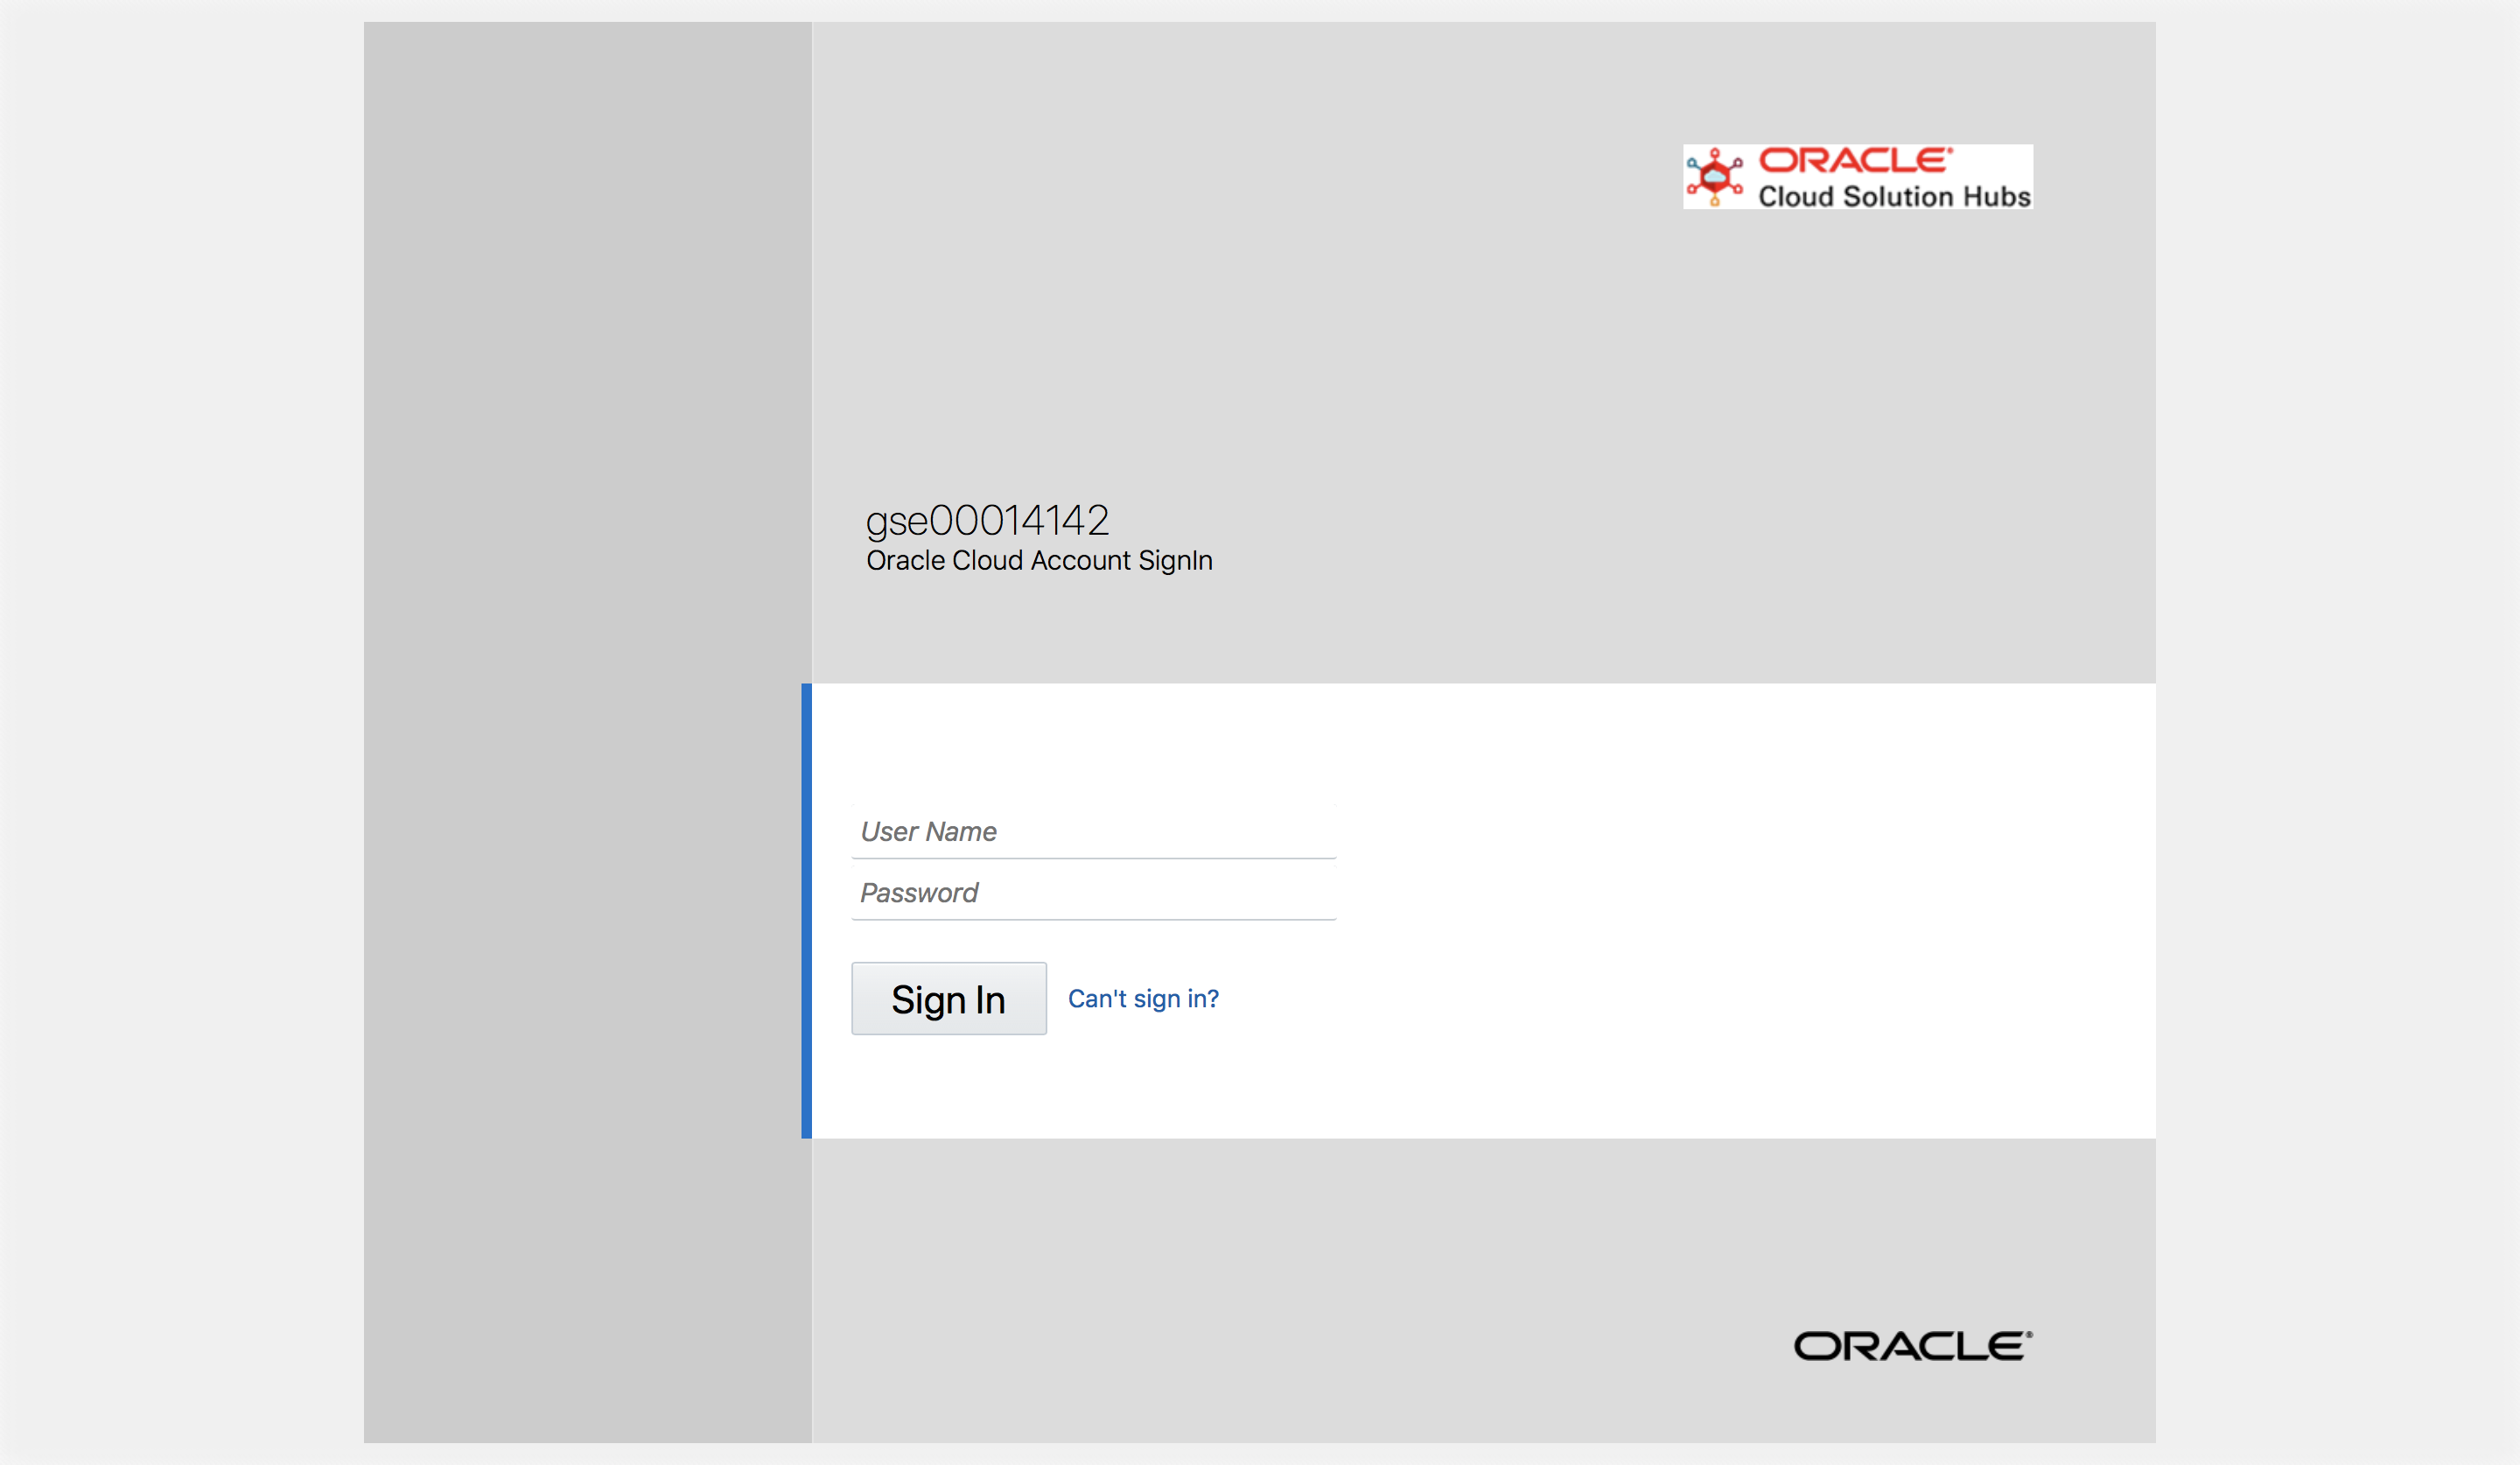 ORACLE®
Cloud Solution Hubs
gse00014142
Oracle Cloud Account SignIn
User Name
Password
Sign In
Can't sign in?
ORACLE®